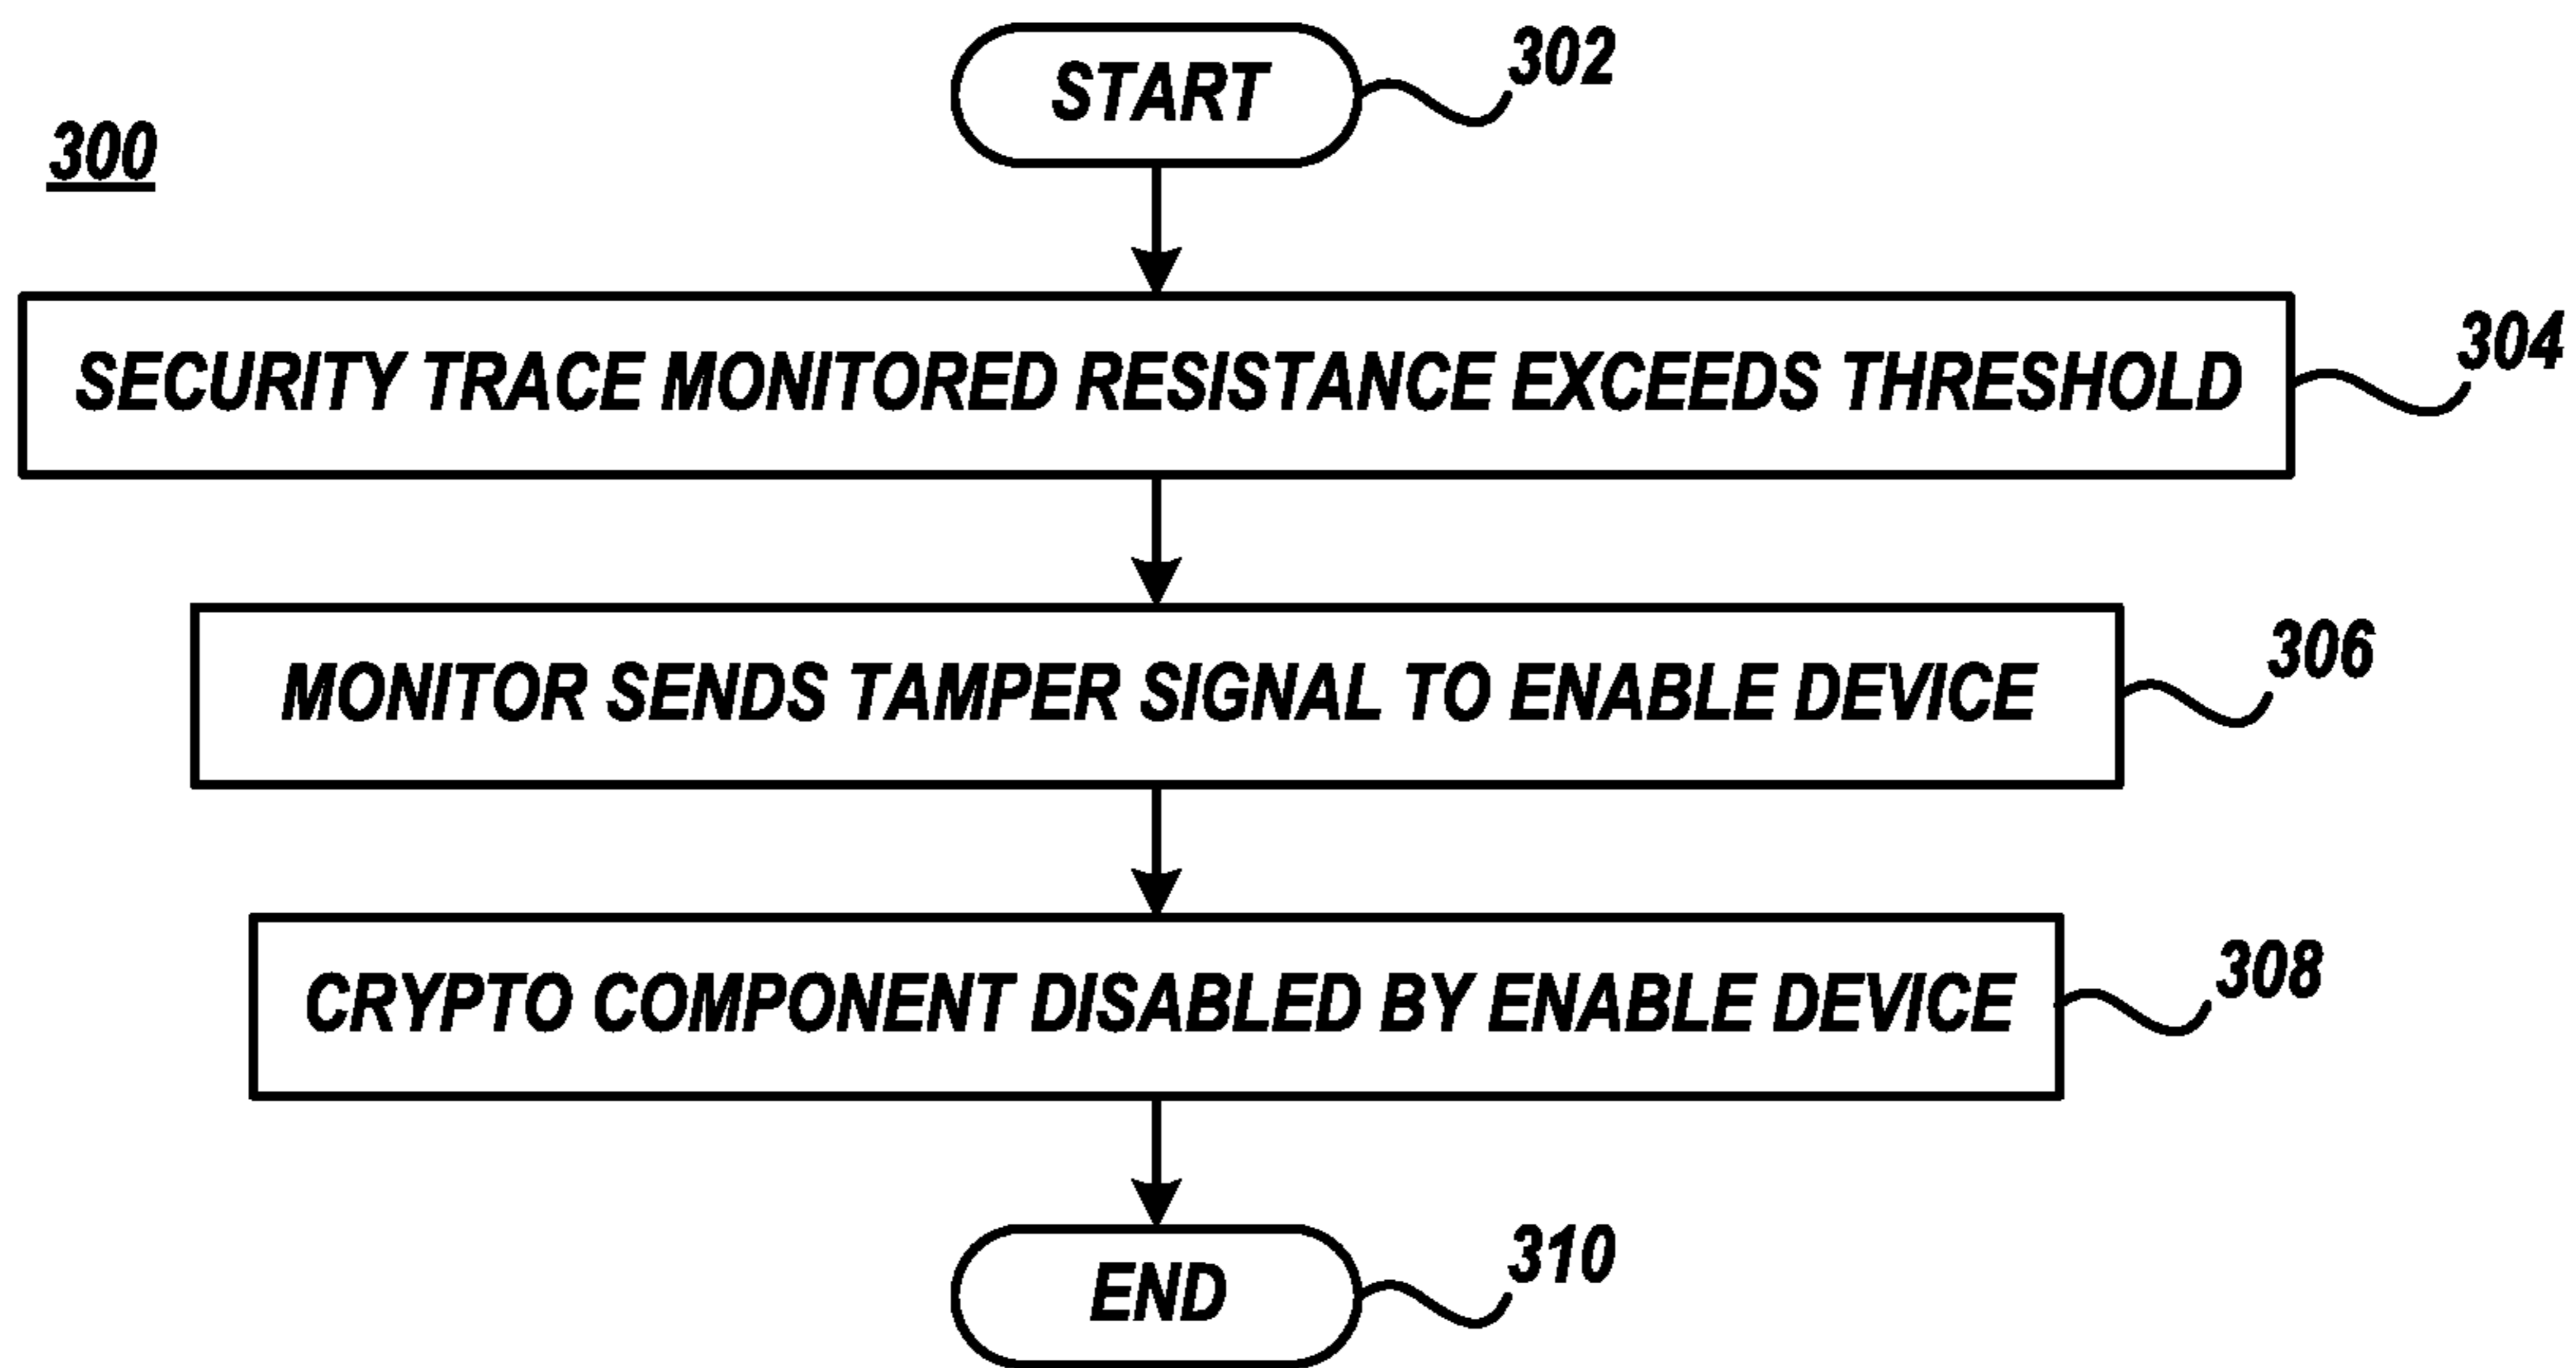 START
302
300
SECURITY TRACE MONITORED RESISTANCE EXCEEDS THRESHOLD
304
MONITOR SENDS TAMPER SIGNAL TO ENABLE DEVICE
306
CRYPTO COMPONENT DISABLED BY ENABLE DEVICE
308
END
310